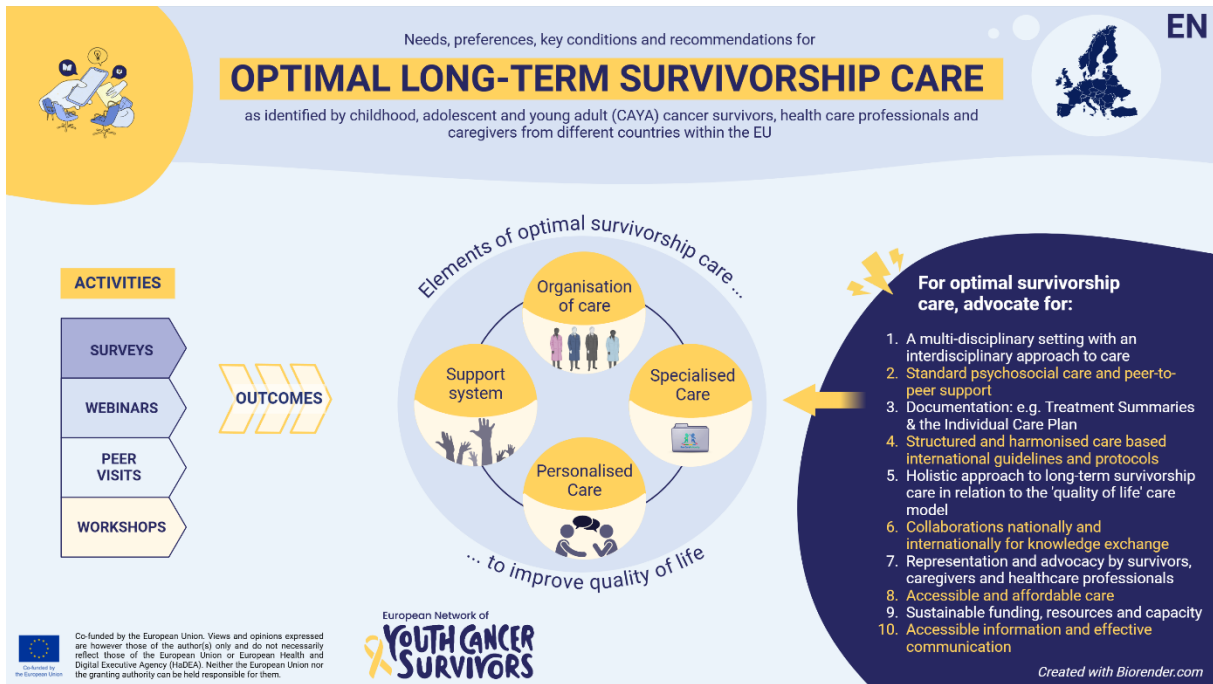 EN
Needs, preferences, key conditions and recommendations for
OPTIMAL LONG-TERM SURVIVORSHIP CARE
as identified by childhood, adolescent and young adult (CAYA) cancer survivors, health care professionals and
caregivers from different countries within the EU
ACTIVITIES
SURVEYS
WEBINARS
PEER
VISITS
WORKSHOPS
OUTCOMES
Elements of optimal survivorship care ...
Organisation
of care
Support
system
Specialised
Care
Personalised
Care
... to improve quality of life
For optimal survivorship
care, advocate for:
1. A multi-disciplinary setting with an
interdisciplinary approach to care
2. Standard psychosocial care and peer-to-
peer support
3. Documentation: e.g. Treatment Summaries
& the Individual Care Plan
4. Structured and harmonised care based
international guidelines and protocols
5. Holistic approach to long-term survivorship
care in relation to the 'quality of life' care
model
6. Collaborations nationally and
internationally for knowledge exchange
7. Representation and advocacy by survivors,
caregivers and healthcare professionals
8. Accessible and affordable care
9. Sustainable funding, resources and capacity
10. Accessible information and effective
communication
Created with Biorender.com
Co-funded by
the European Union
Co-funded by the European Union. Views and opinions expressed
are however those of the author(s) only and do not necessarily
reflect those of the European Union or European Health and
Digital Executive Agency (HaDEA). Neither the European Union nor
the granting authority can be held responsible for them.
European Network of
YOUTH CANCER
SURVIVORS